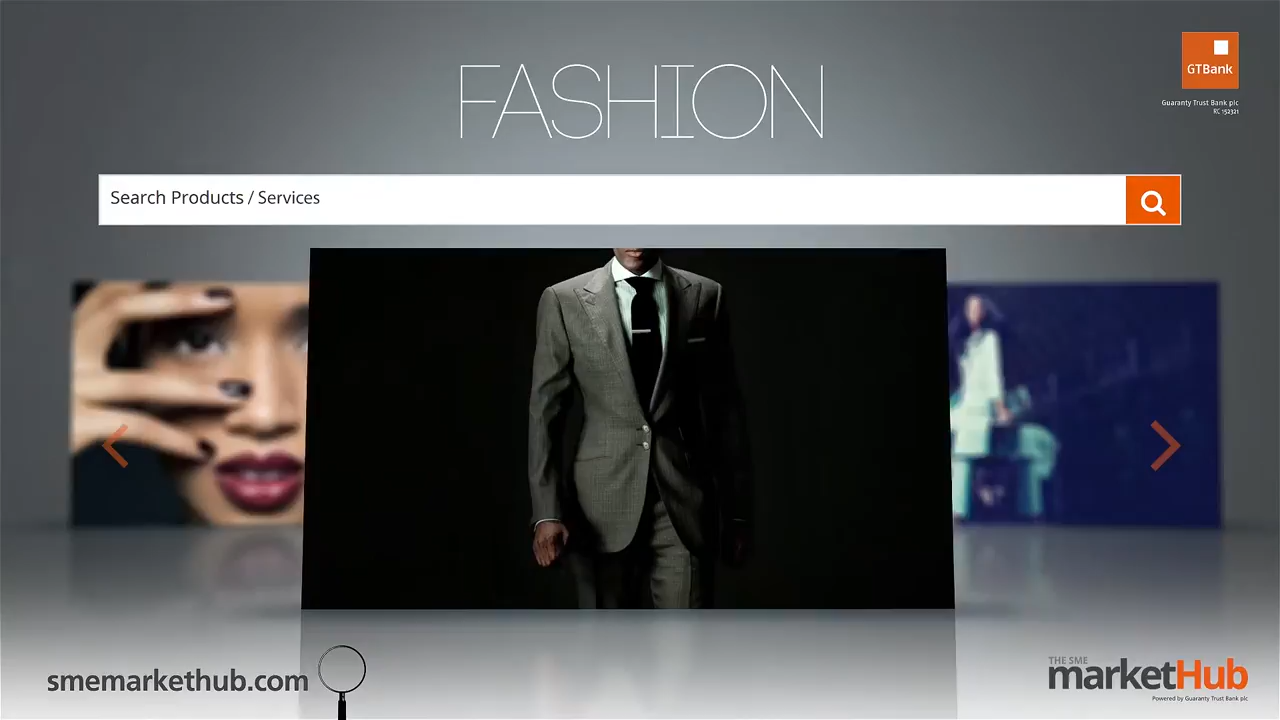 FASHION
GTBank
Guaranty Trust Bank plc
RC 152321
Search Products / Services
smemarkethub.com
THE SME
marketHub
Powered by Guaranty Trust Bank plc